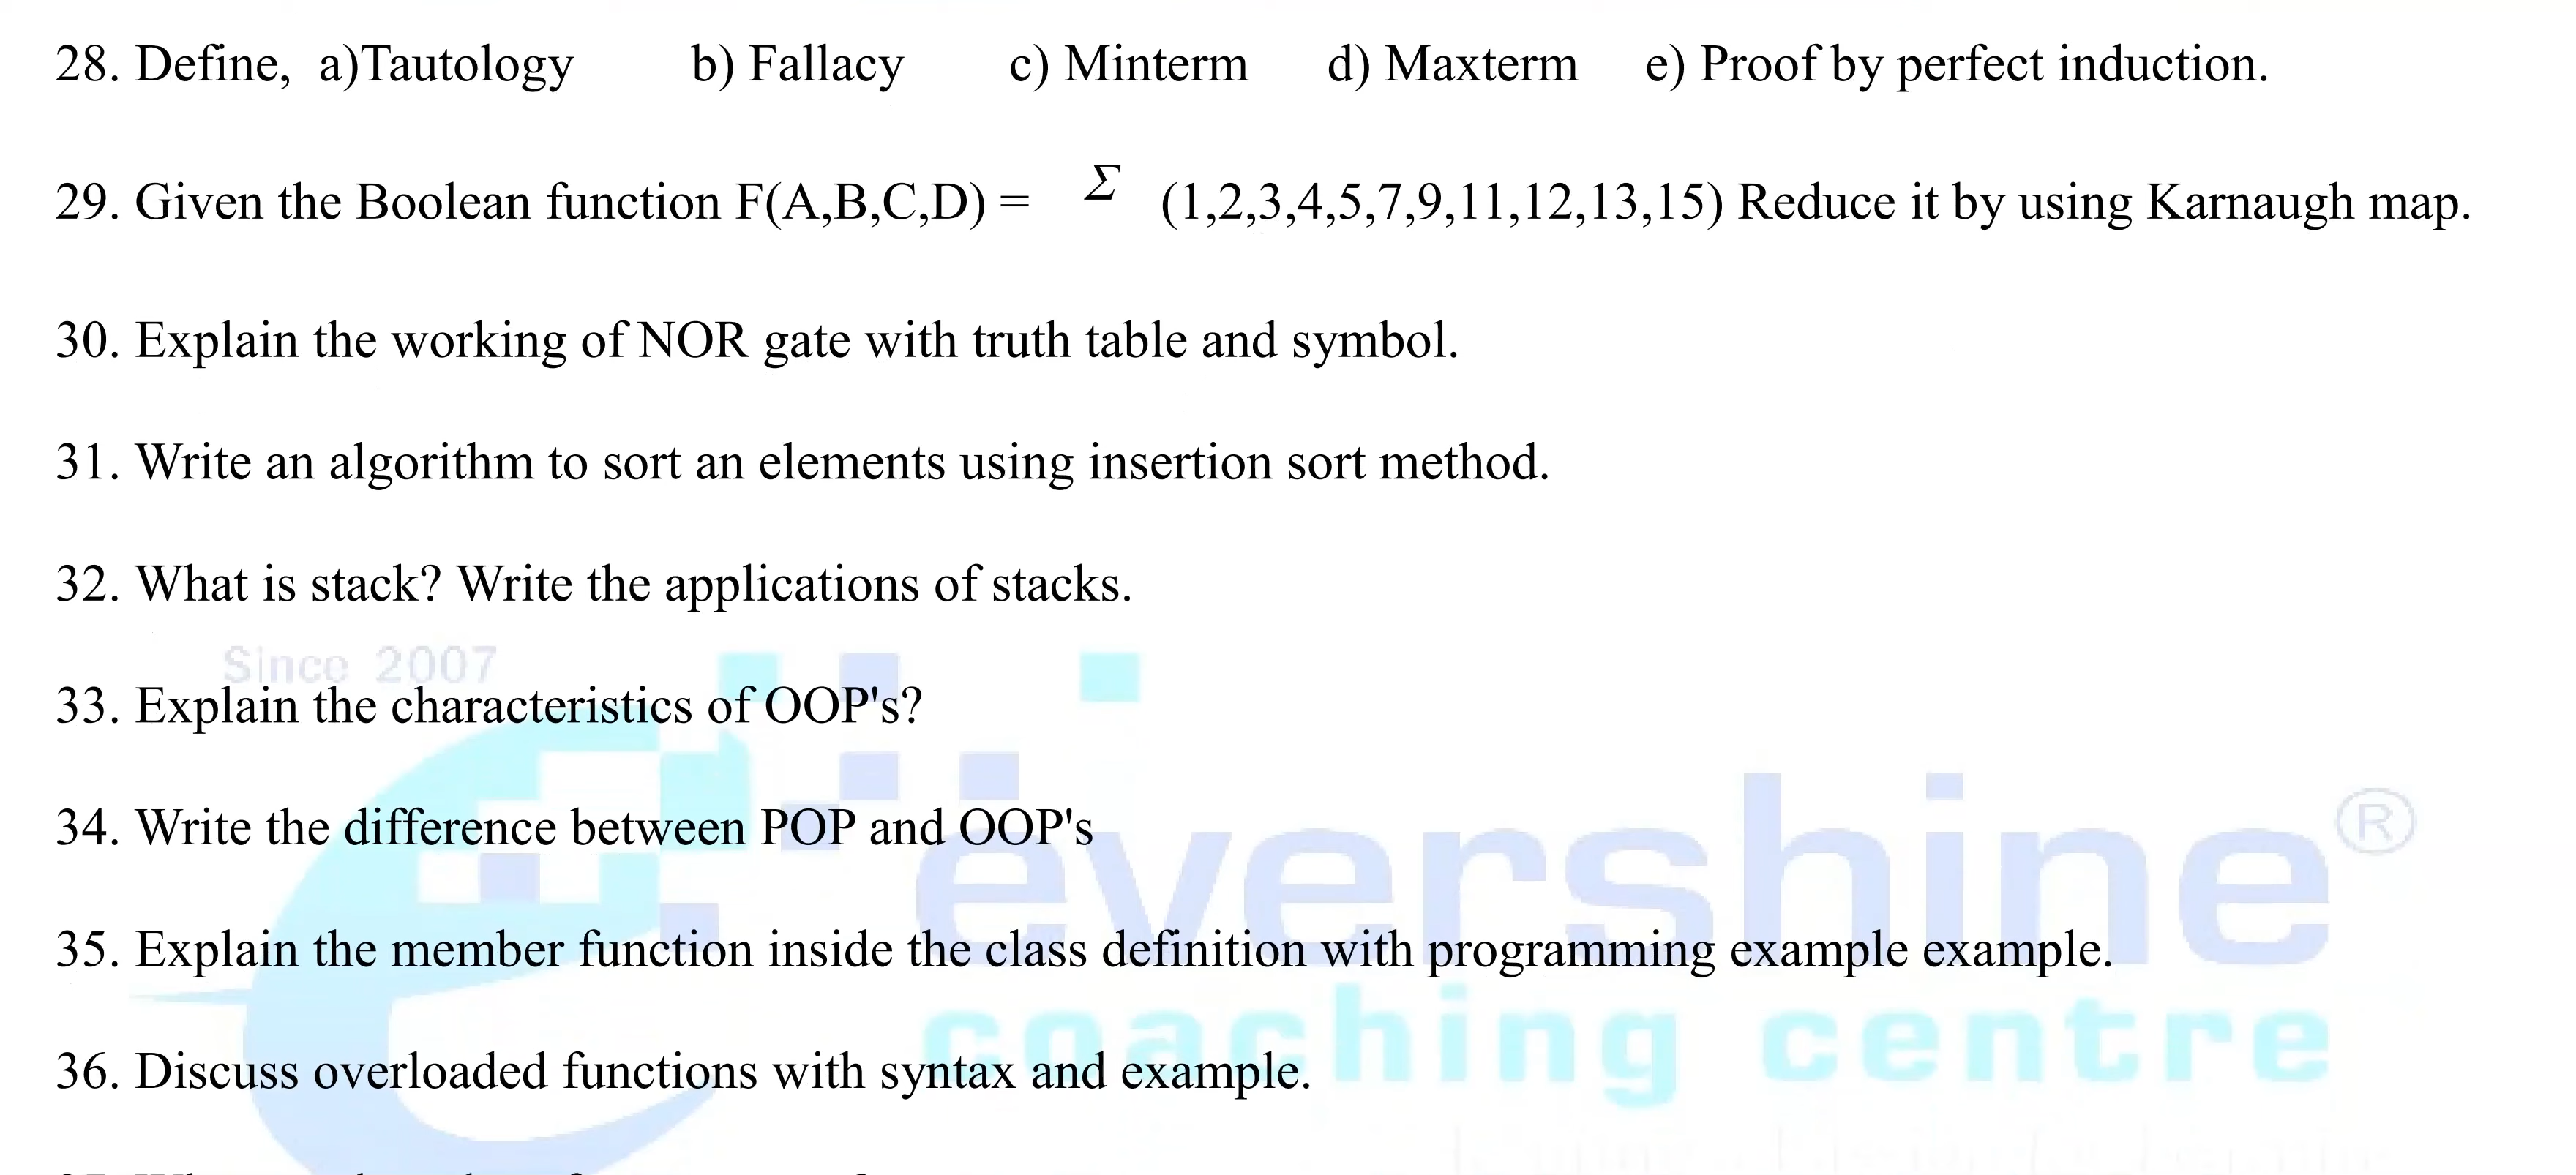 28. Define, a)Tautology b) Fallacy c) Minterm d) Maxterm e) Proof by perfect induction.
29. Given the Boolean function F(A,B,C,D) = Σ (1,2,3,4,5,7,9,11,12,13,15) Reduce it by using Karnaugh map.
30. Explain the working of NOR gate with truth table and symbol.
31. Write an algorithm to sort an elements using insertion sort method.
32. What is stack? Write the applications of stacks.
Since 2007
33. Explain the characteristics of OOP's?
34. Write the difference between POP and OOP's
evershine®
35. Explain the member function inside the class definition with programming example example.
coaching centre
36. Discuss overloaded functions with syntax and example.